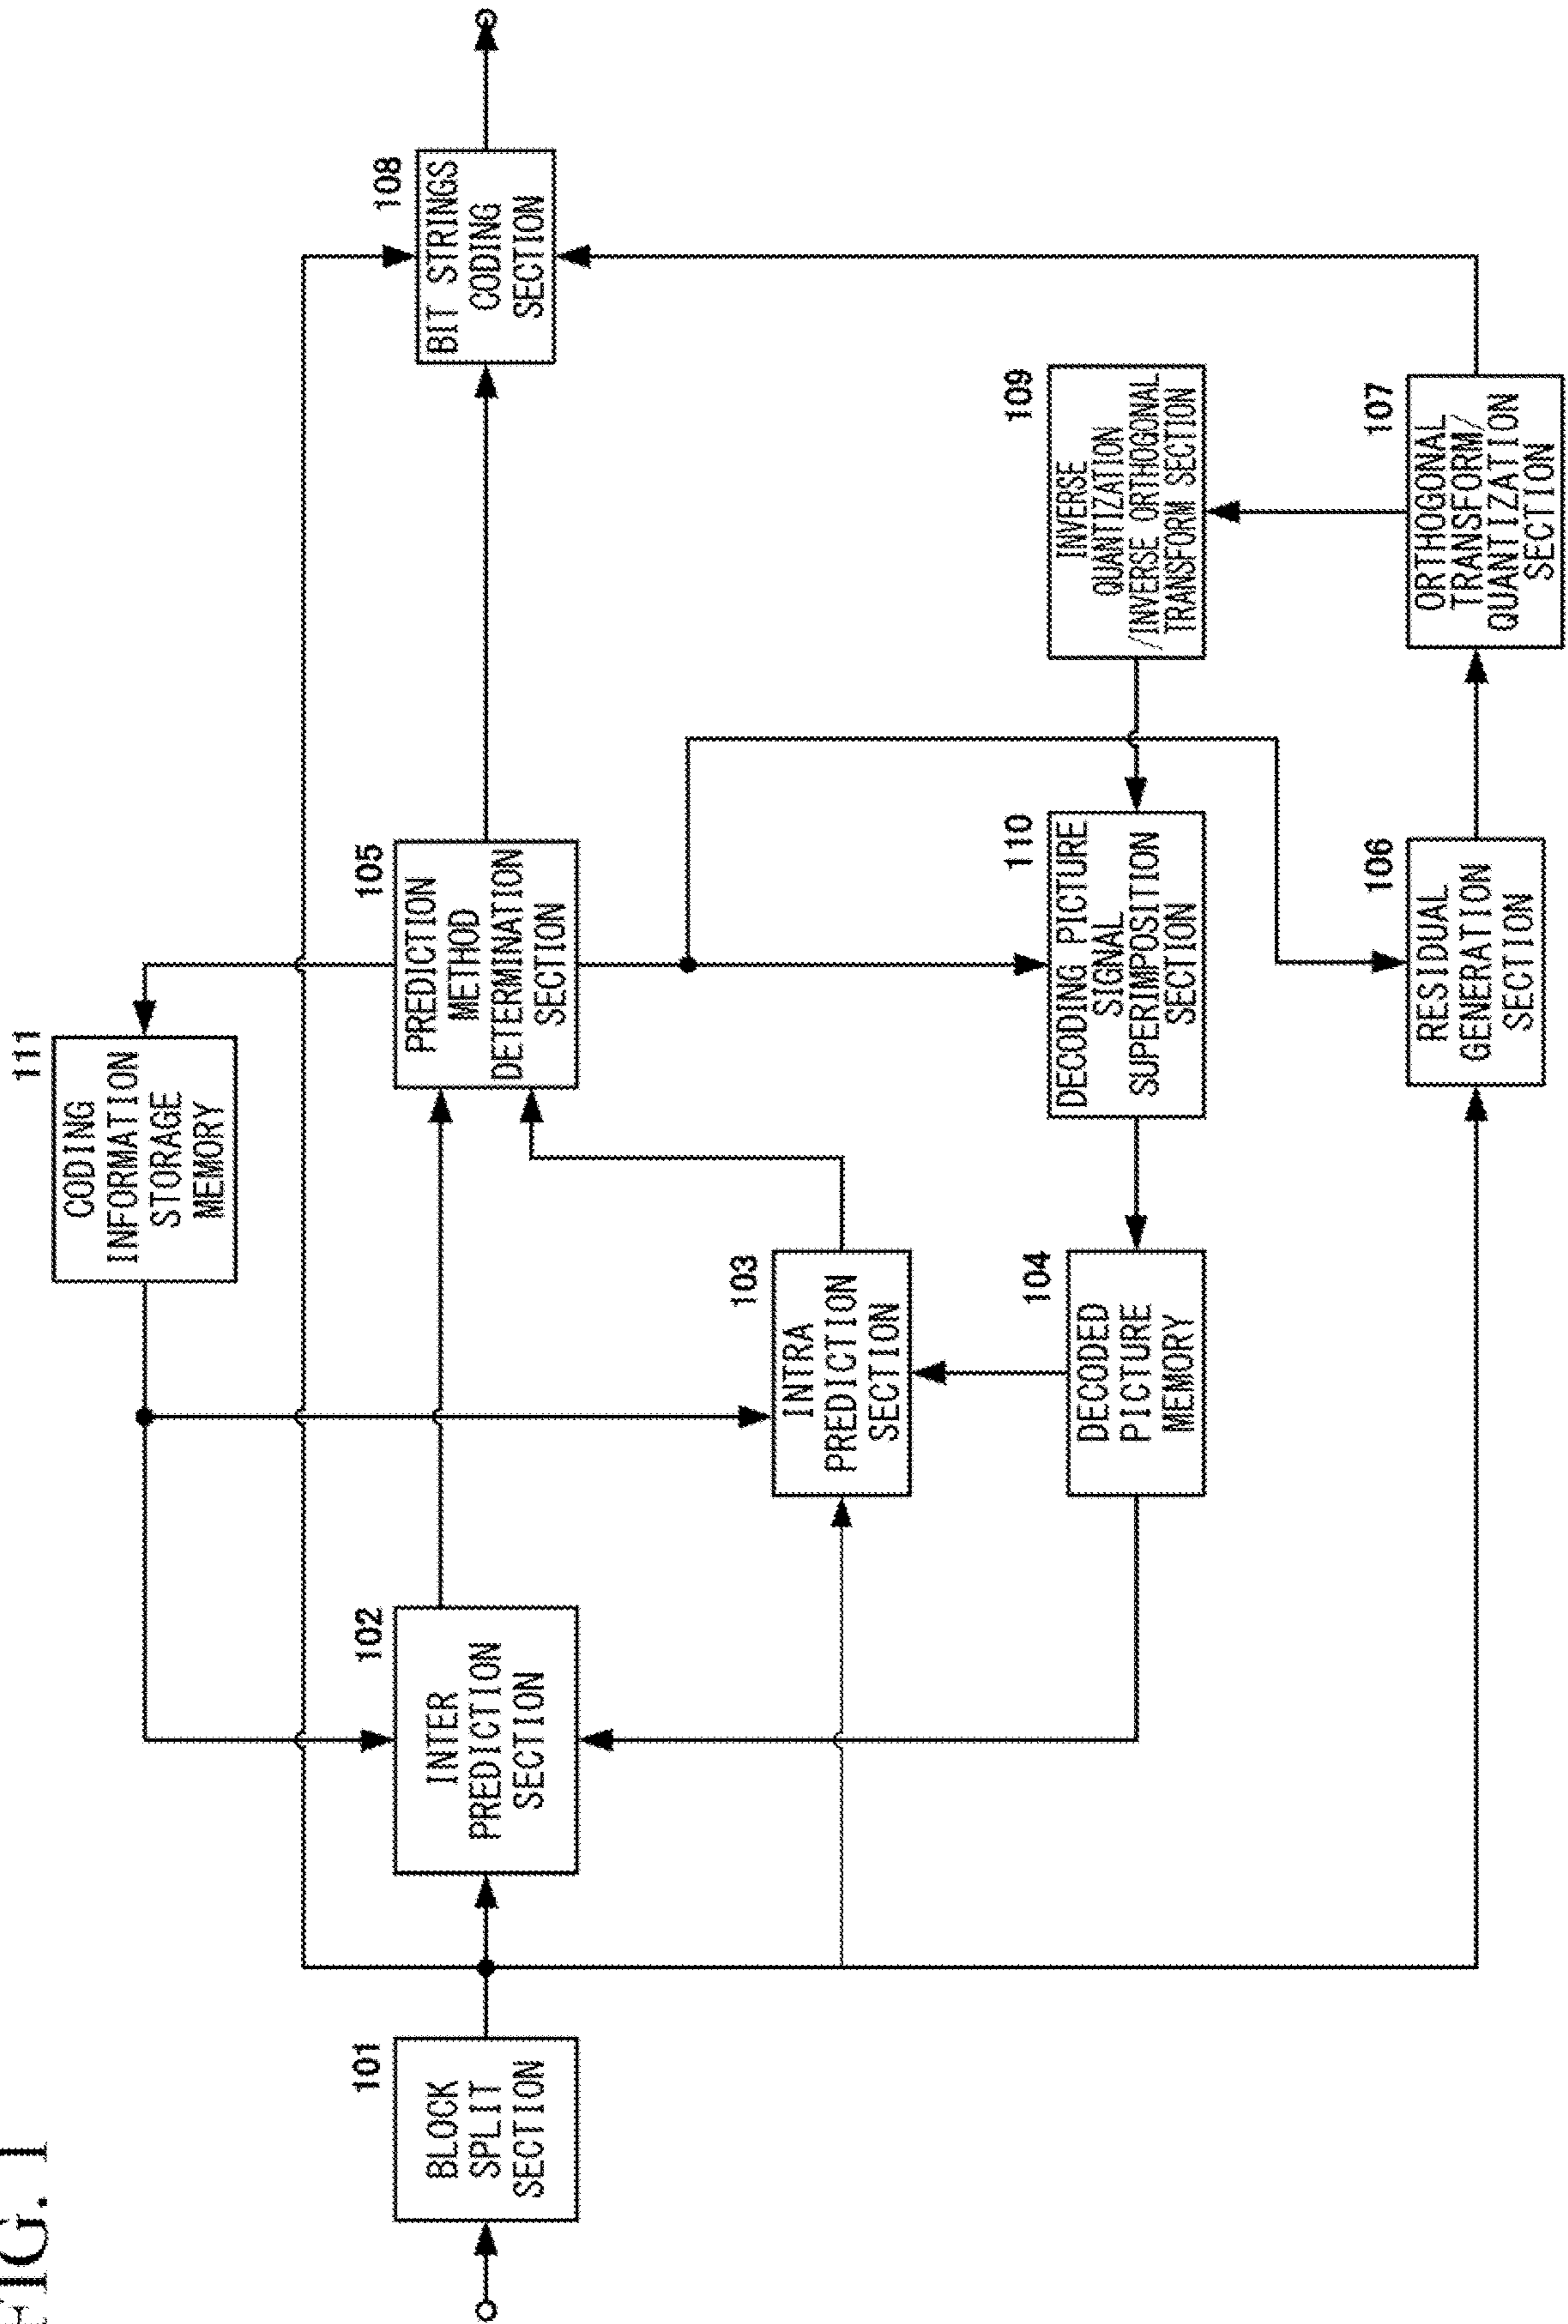 FIG. 1
111
CODING
INFORMATION
STORAGE
MEMORY
101
BLOCK
SPLIT
SECTION
102
INTER
PREDICTION
SECTION
105
PREDICTION
METHOD
DETERMINATION
SECTION
108
BIT STRINGS
CODING
SECTION
103
INTRA
PREDICTION
SECTION
104
DECODED
PICTURE
MEMORY
110
DECODING PICTURE
SIGNAL
SUPERIMPOSITION
SECTION
109
INVERSE
QUANTIZATION
/INVERSE ORTHOGONAL
TRANSFORM SECTION
106
RESIDUAL
GENERATION
SECTION
107
ORTHOGONAL
TRANSFORM/
QUANTIZATION
SECTION